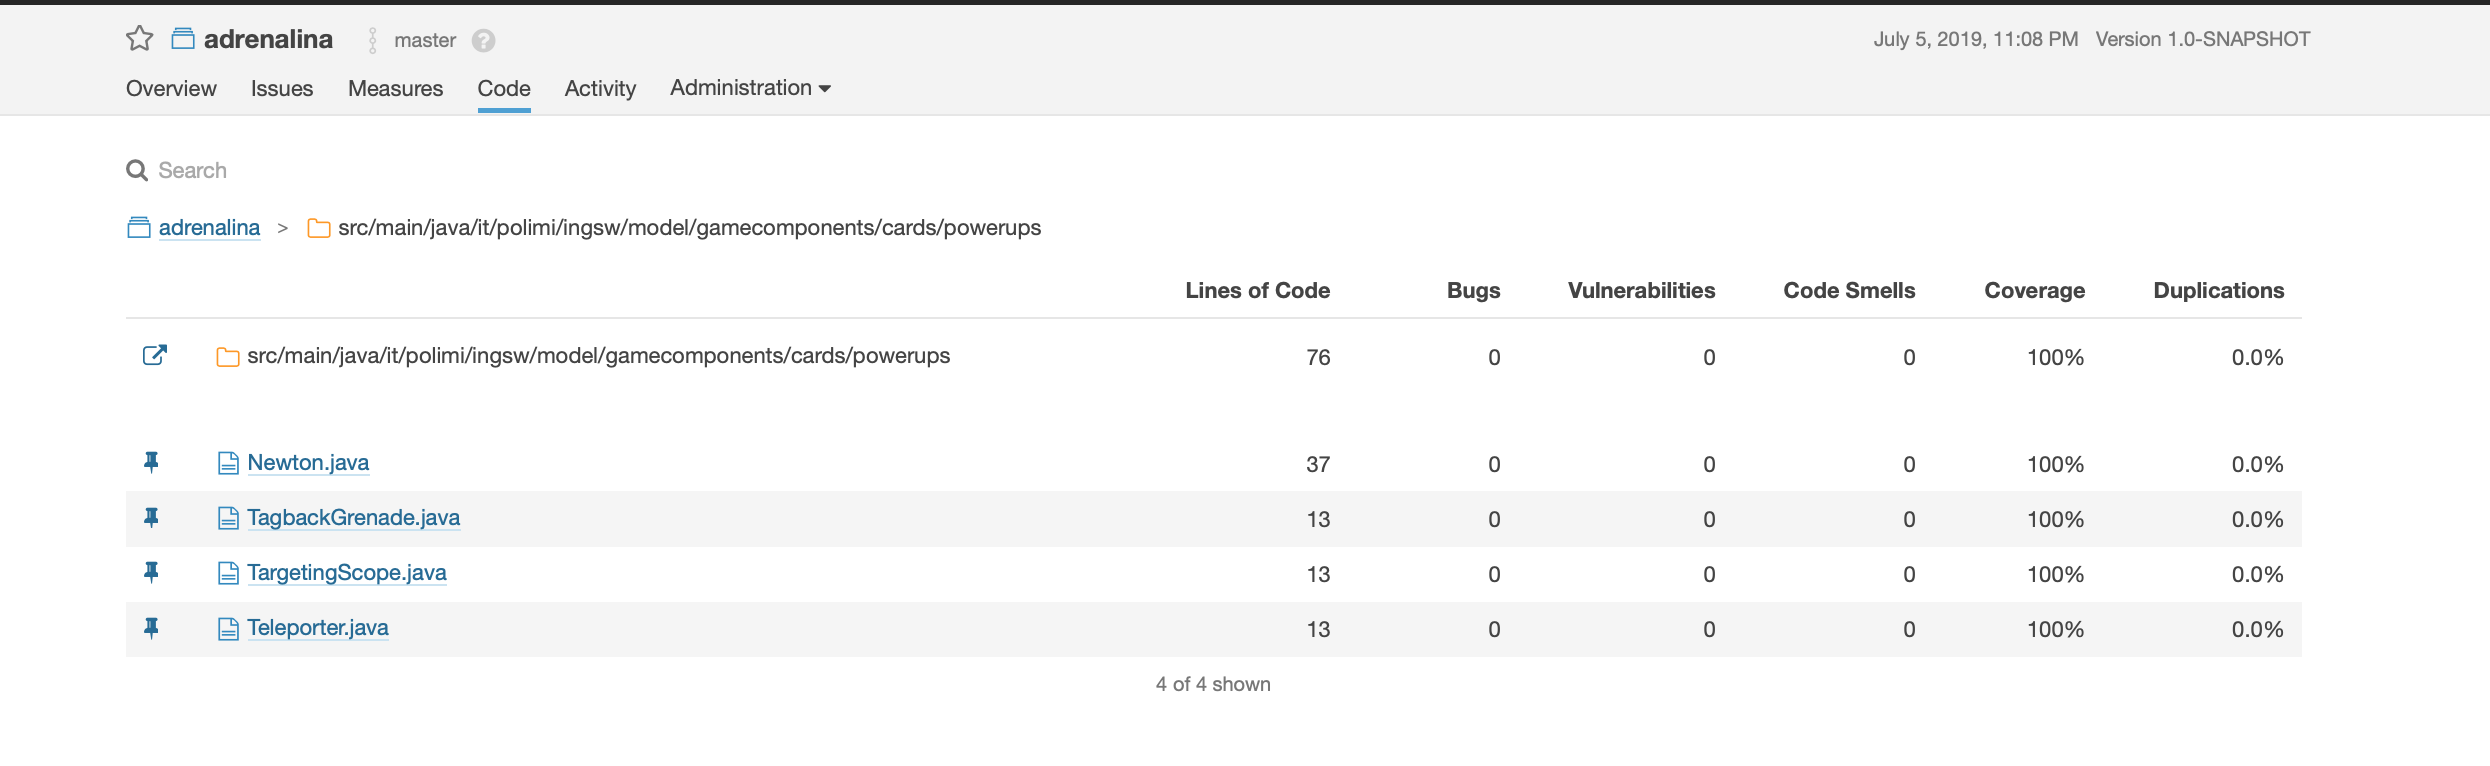 adrenalina master ? July 5, 2019, 11:08 PM Version 1.0-SNAPSHOT
Overview Issues Measures Code Activity Administration
Search
adrenalina > src/main/java/it/polimi/ingsw/model/gamecomponents/cards/powerups
Lines of Code Bugs Vulnerabilities Code Smells Coverage Duplications
src/main/java/it/polimi/ingsw/model/gamecomponents/cards/powerups 76 0 0 0 100% 0.0%
Newton.java 37 0 0 0 100% 0.0%
TagbackGrenade.java 13 0 0 0 100% 0.0%
TargetingScope.java 13 0 0 0 100% 0.0%
Teleporter.java 13 0 0 0 100% 0.0%
4 of 4 shown